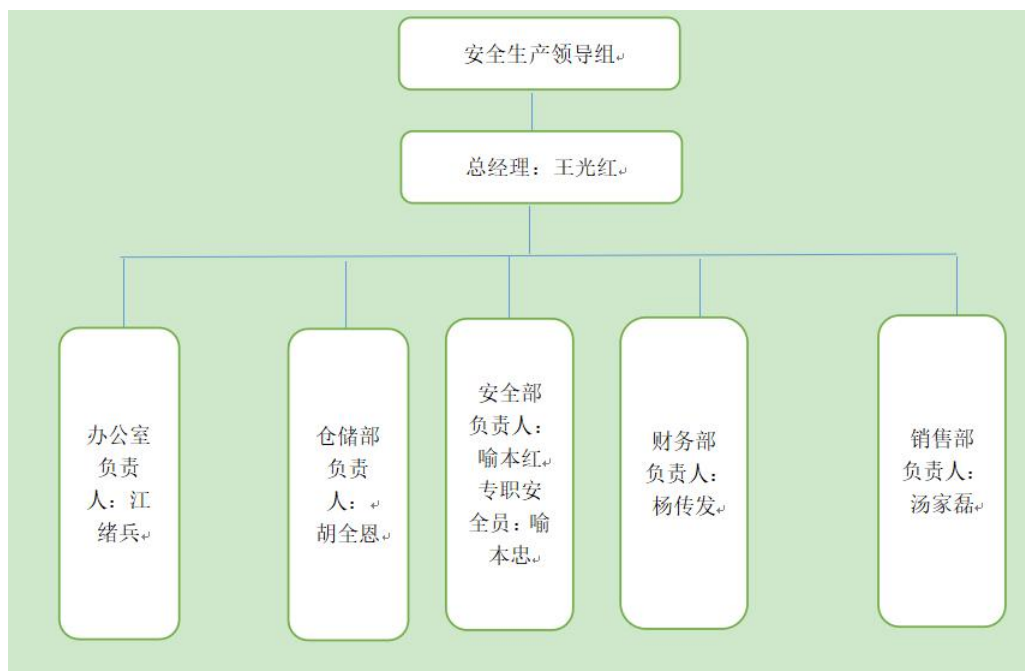 安全生产领导组
总经理：王光红
办公室
负责
人：江
绪兵
仓储部
负责
人：
胡全恩
安全部
负责人：
喻本红
专职安
全员：喻
本忠
财务部
负责人：
杨传发
销售部
负责人：
汤家磊